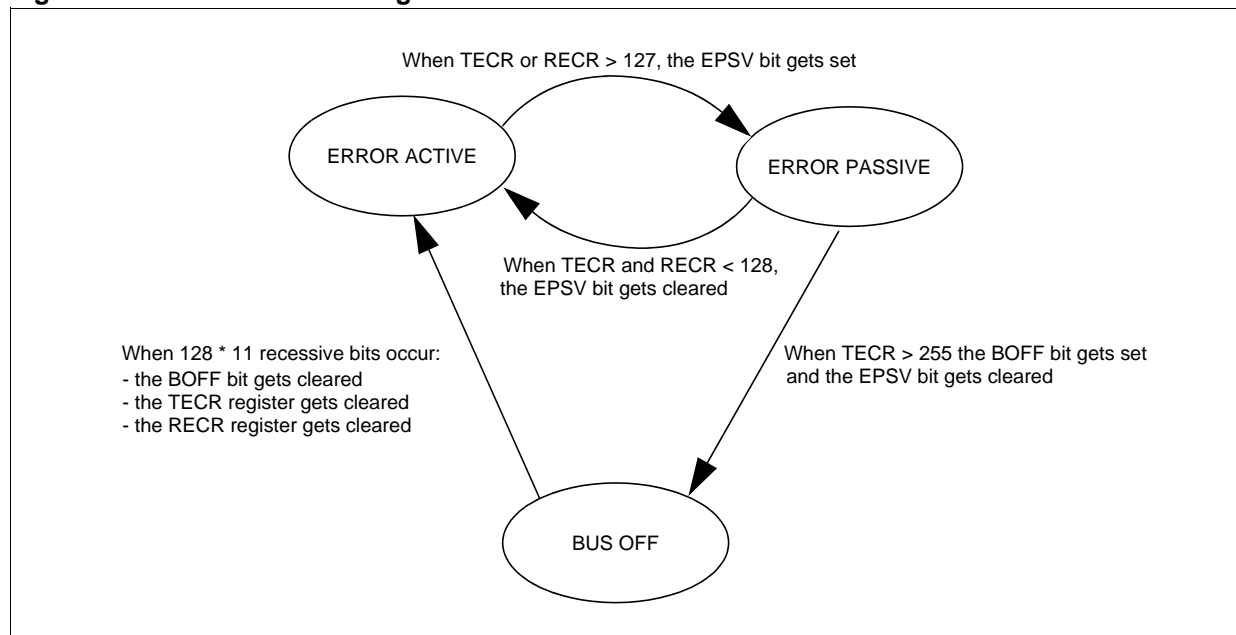 When TECR or RECR > 127, the EPSV bit gets set
ERROR ACTIVE
ERROR PASSIVE
When TECR and RECR < 128,
the EPSV bit gets cleared
When 128 * 11 recessive bits occur:
- the BOFF bit gets cleared
- the TECR register gets cleared
- the RECR register gets cleared
When TECR > 255 the BOFF bit gets set
and the EPSV bit gets cleared
BUS OFF